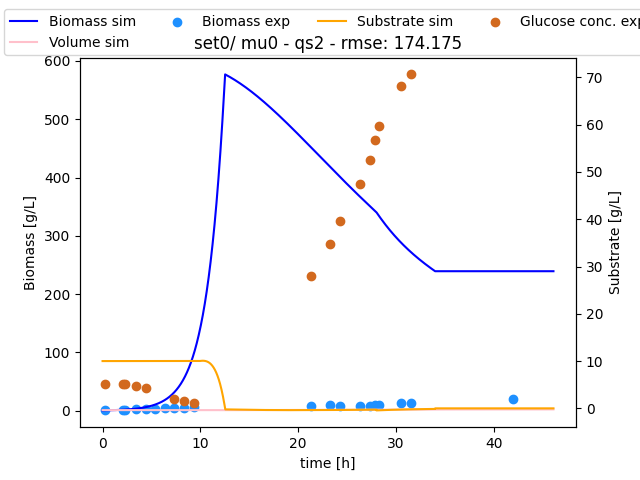 Biomass sim Biomass exp Substrate sim Glucose conc. exp
Volume sim
set0/ mu0 - qs2 - rmse: 174.175
600
500
400
300
200
100
0
Biomass [g/L]
70
60
50
40
30
20
10
0
Substrate [g/L]
0 10 20 30 40
time [h]